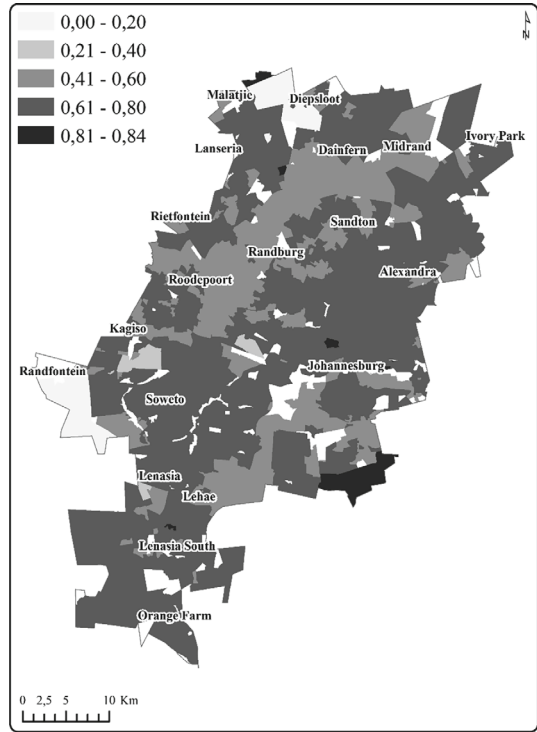 0,00 - 0,20
0,21 - 0,40
0,41 - 0,60
0,61 - 0,80
0,81 - 0,84
N
Malatjie
Diepsloot
Lanseria
Dainfern
Midrand
Ivory Park
Rietfontein
Sandton
Randburg
Roodepoort
Alexandra
Kagiso
Randfontein
Johannesburg
Soweto
Lenasia
Lehae
Lenasia South
Orange Farm
0 2,5 5 10 Km